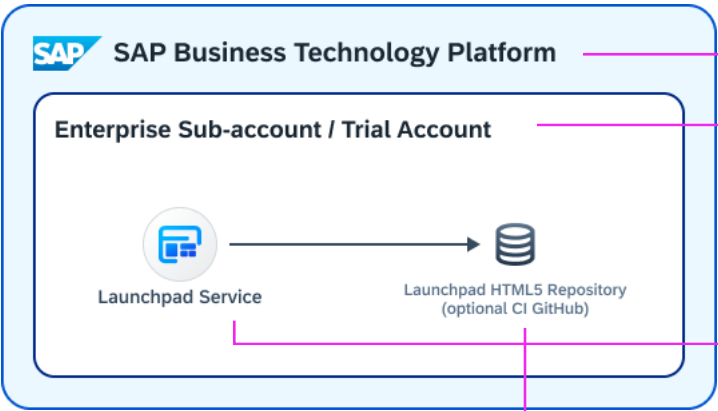 SAP SAP Business Technology Platform
Enterprise Sub-account / Trial Account
Launchpad Service
Launchpad HTML5 Repository
(optional CI GitHub)